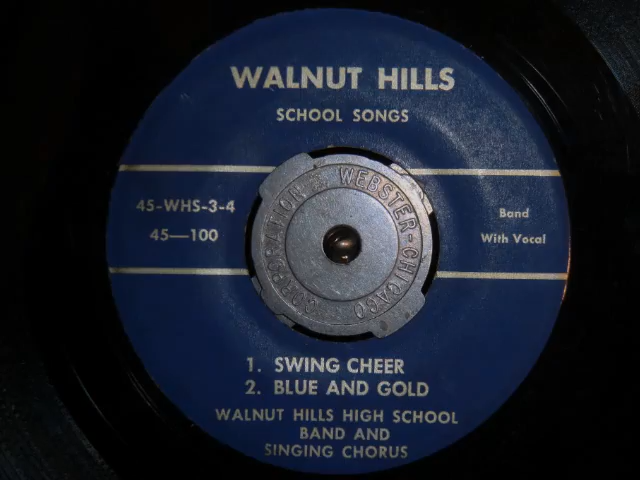 WALNUT HILLS
SCHOOL SONGS
45-WHS-3-4
45—100
Band
With Vocal
WEBSTER-CHICAGO
CORPORATION
1. SWING CHEER
2. BLUE AND GOLD
WALNUT HILLS HIGH SCHOOL
BAND AND
SINGING CHORUS